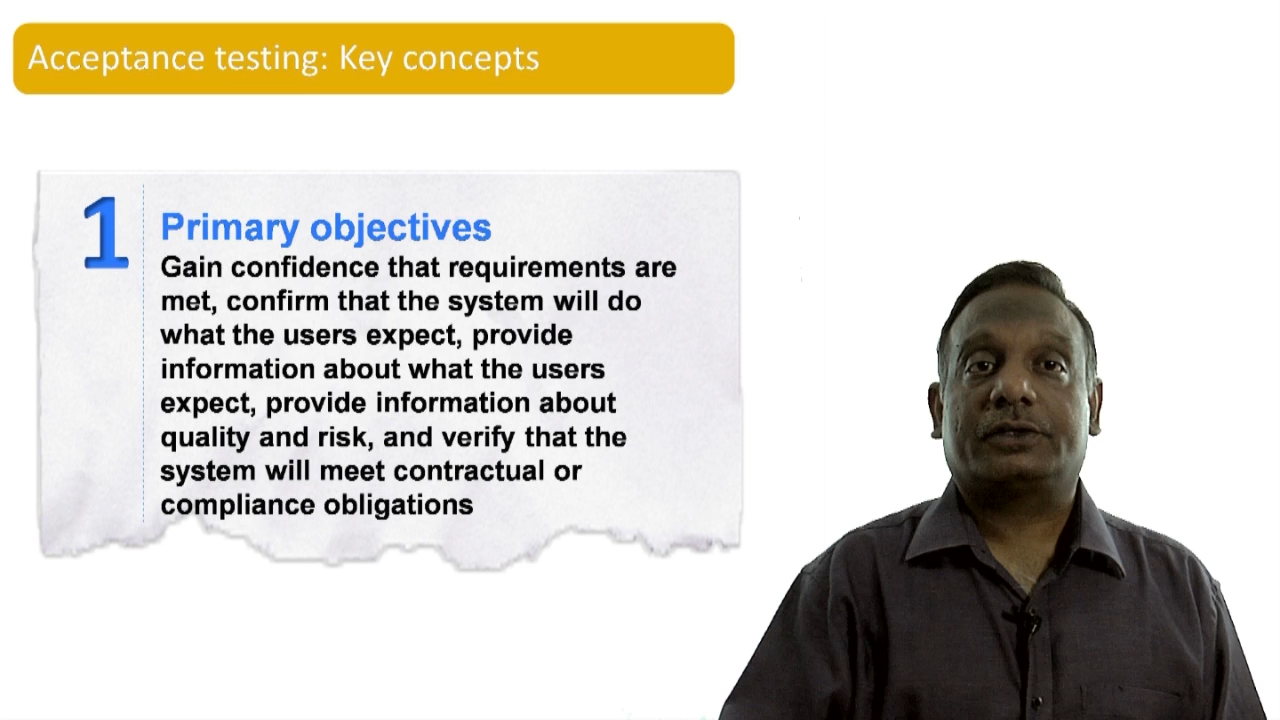 Acceptance testing: Key concepts
1
Primary objectives
Gain confidence that requirements are
met, confirm that the system will do
what the users expect, provide
information about what the users
expect, provide information about
quality and risk, and verify that the
system will meet contractual or
compliance obligations